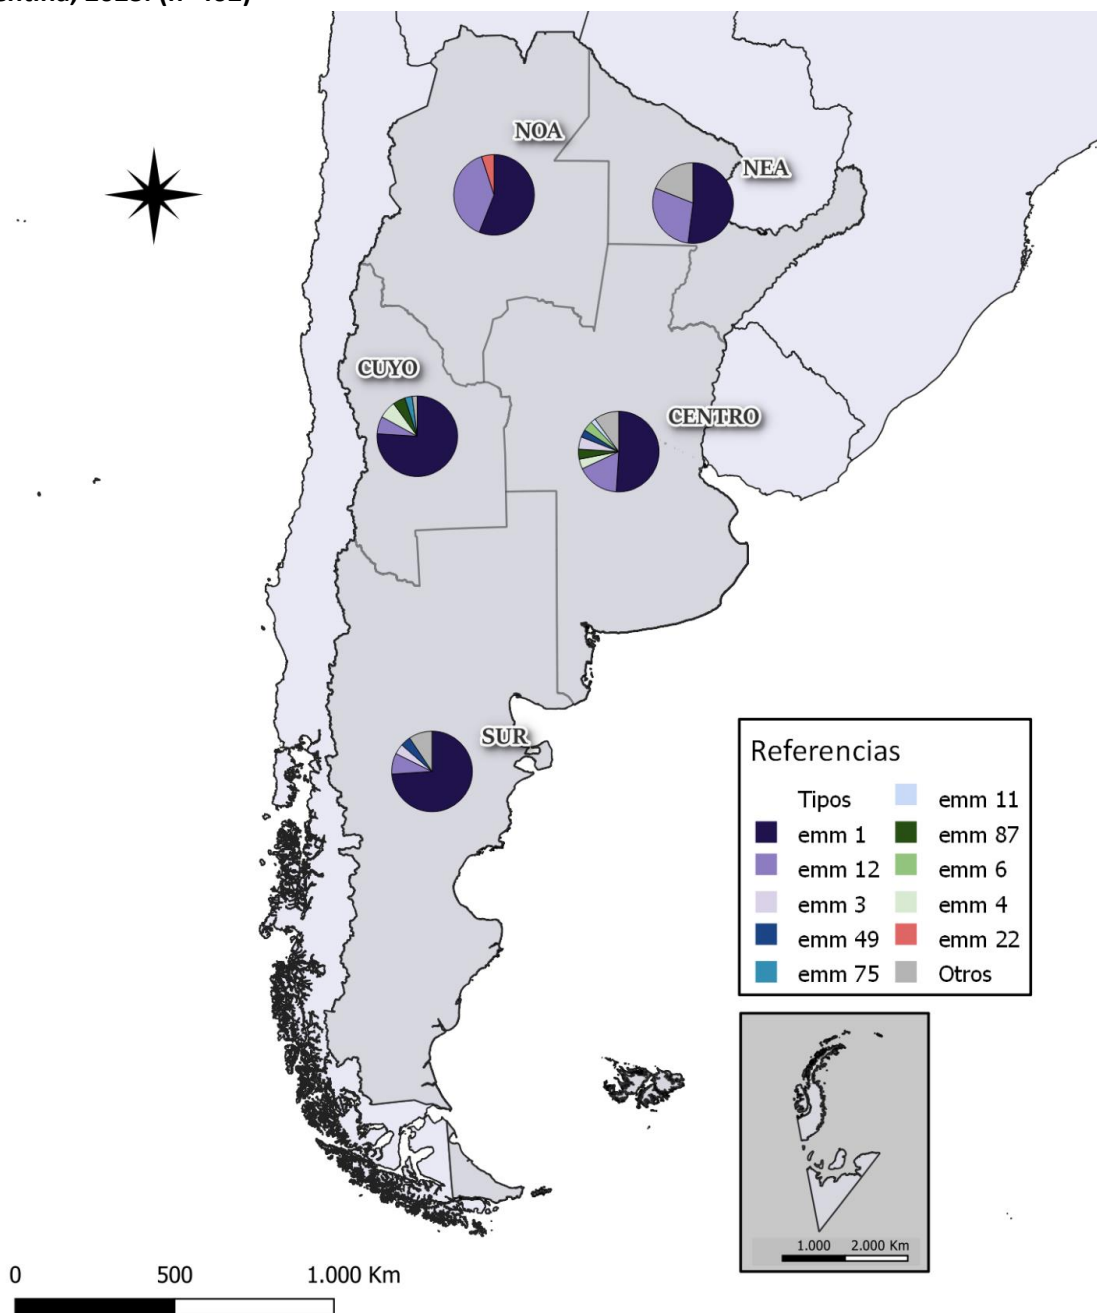 NOA
NEA
CUYO
CENTRO
SUR
Referencias
Tipos
emm 1
emm 12
emm 3
emm 49
emm 75
emm 11
emm 87
emm 6
emm 4
emm 22
Otros
1.000 2.000 Km
0 500 1.000 Km